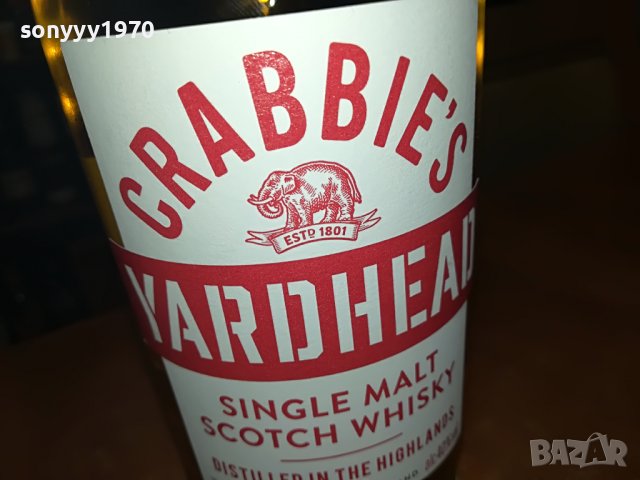 sonyyy1970
CRABBIE'S
ESTD 1801
YARDHEAD
SINGLE MALT
SCOTCH WHISKY
DISTILLED IN THE HIGHLANDS
BAZAR